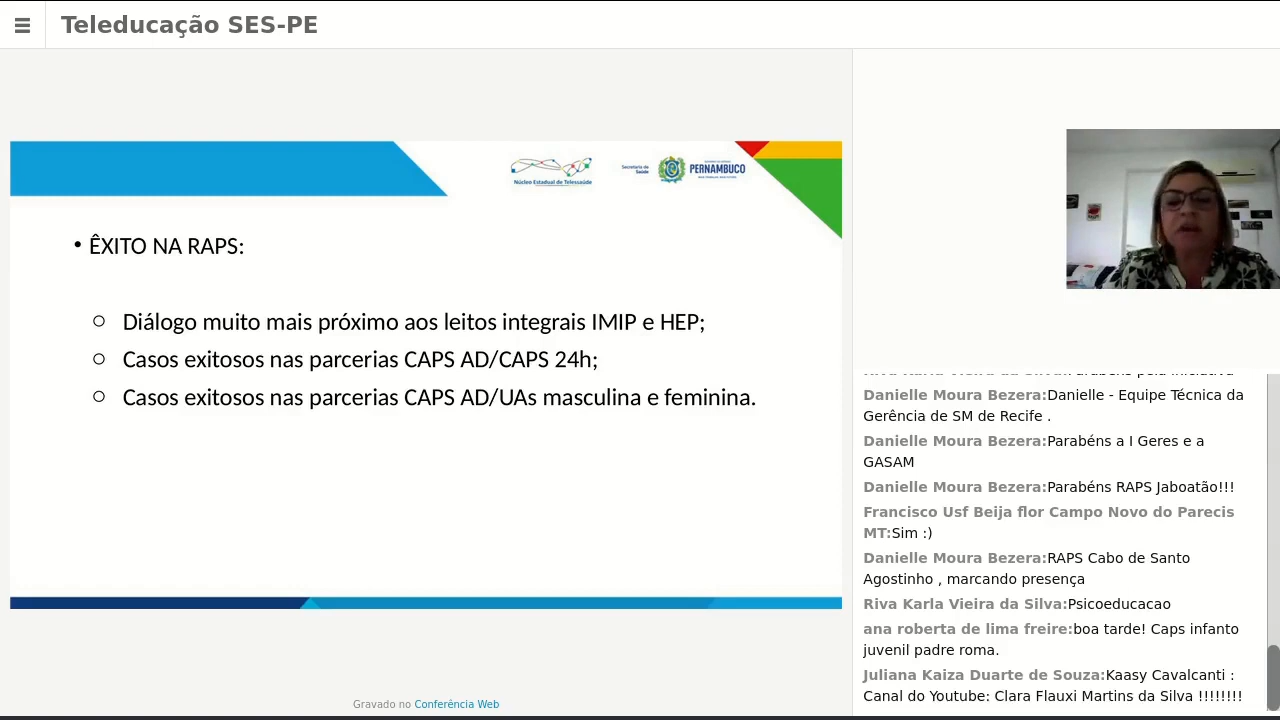 Teleducação SES-PE
Núcleo Estadual de Telessaúde
Secretaria de
Saúde
PERNAMBUCO
• ÊXITO NA RAPS:
○ Diálogo muito mais próximo aos leitos integrais IMIP e HEP;
○ Casos exitosos nas parcerias CAPS AD/CAPS 24h;
○ Casos exitosos nas parcerias CAPS AD/UAs masculina e feminina.
Danielle Moura Bezera:Danielle - Equipe Técnica da
Gerência de SM de Recife .
Danielle Moura Bezera:Parabéns a I Geres e a
GASAM
Danielle Moura Bezera:Parabéns RAPS Jaboatão!!!
Francisco Usf Beija flor Campo Novo do Parecis
MT:Sim :)
Danielle Moura Bezera:RAPS Cabo de Santo
Agostinho , marcando presença
Riva Karla Vieira da Silva:Psicoeducacao
ana roberta de lima freire:boa tarde! Caps infanto
juvenil padre roma.
Juliana Kaiza Duarte de Souza:Kaasy Cavalcanti :
Canal do Youtube: Clara Flauxi Martins da Silva !!!!!!!!
Gravado no Conferência Web